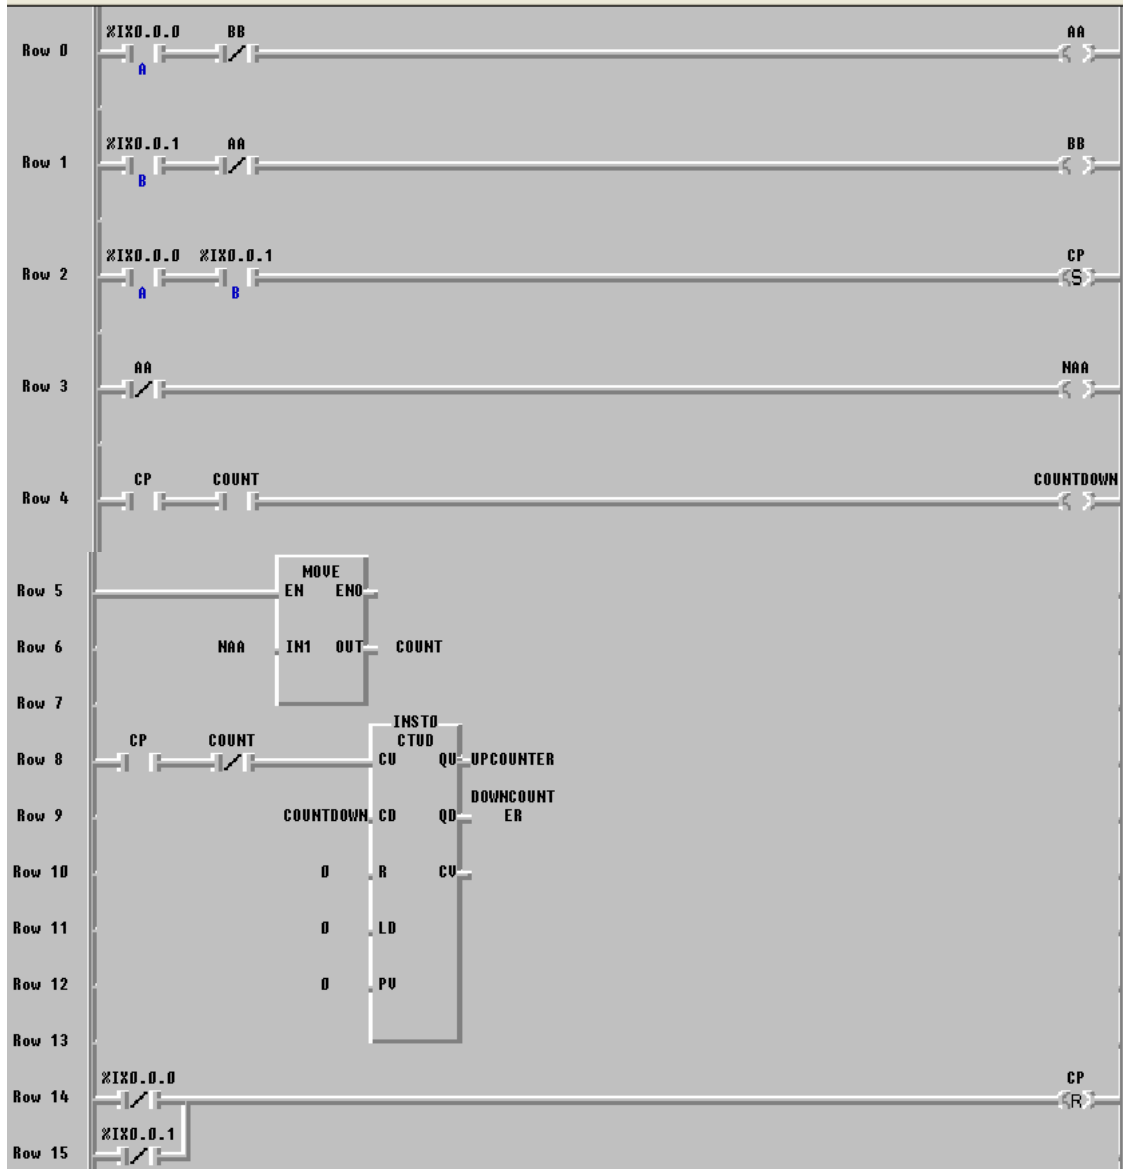 %IX0.0.0 BB AA
Row 0
A
%IX0.0.1 AA BB
Row 1
B
%IX0.0.0 %IX0.0.1 CP
Row 2 S
A B
AA NAA
Row 3
CP COUNT COUNTDOWN
Row 4
MOVE
Row 5 EN ENO
Row 6 NAA IN1 OUT COUNT
Row 7
INST0
CP COUNT CTUD
Row 8 CU QU UPCOUNTER
DOWNCOUNT
Row 9 COUNTDOWN CD QD ER
Row 10 0 R CV
Row 11 0 LD
Row 12 0 PV
Row 13
%IX0.0.0 CP
Row 14 R
%IX0.0.1
Row 15